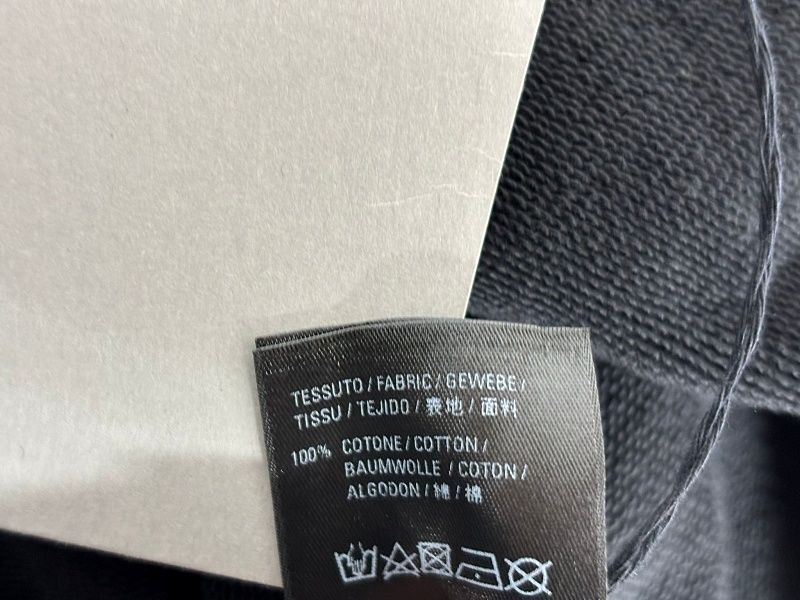 TESSUTO / FABRIC / GEWEBE /
TISSU / TEJIDO / 表地 / 面料
100% COTONE / COTTON /
BAUMWOLLE / COTON /
ALGODON / 綿 / 棉